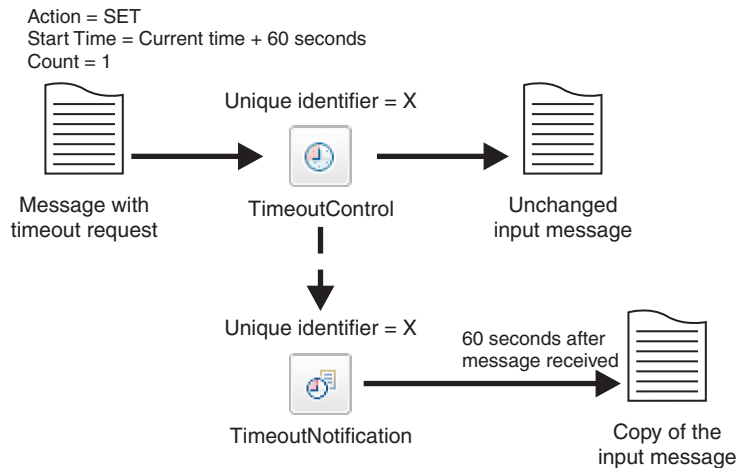 Action = SET
Start Time = Current time + 60 seconds
Count = 1
Unique identifier = X
Message with
timeout request
TimeoutControl
Unchanged
input message
Unique identifier = X
60 seconds after
message received
TimeoutNotification
Copy of the
input message